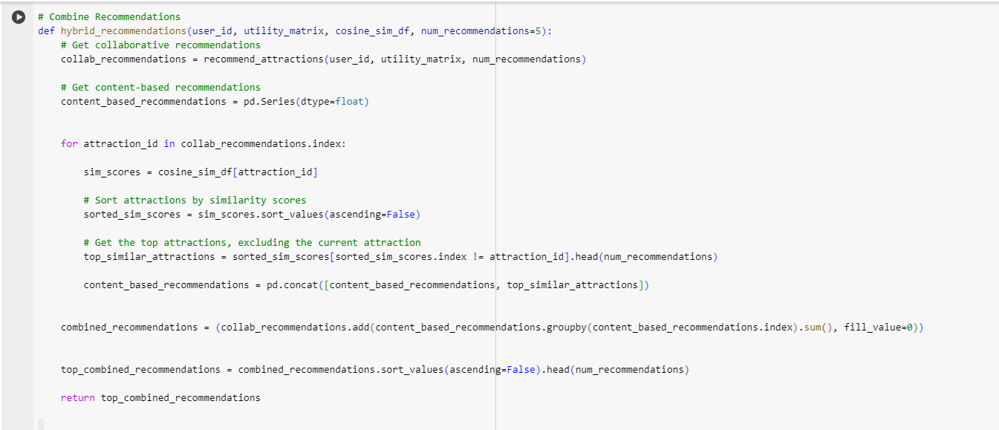 # Combine Recommendations
def hybrid_recommendations(user_id, utility_matrix, cosine_sim_df, num_recommendations=5):
    # Get collaborative recommendations
    collab_recommendations = recommend_attractions(user_id, utility_matrix, num_recommendations)
    # Get content-based recommendations
    content_based_recommendations = pd.Series(dtype=float)
    for attraction_id in collab_recommendations.index:
        sim_scores = cosine_sim_df[attraction_id]
        # Sort attractions by similarity scores
        sorted_sim_scores = sim_scores.sort_values(ascending=False)
        # Get the top attractions, excluding the current attraction
        top_similar_attractions = sorted_sim_scores[sorted_sim_scores.index != attraction_id].head(num_recommendations)
        content_based_recommendations = pd.concat([content_based_recommendations, top_similar_attractions])
    combined_recommendations = (collab_recommendations.add(content_based_recommendations.groupby(content_based_recommendations.index).sum(), fill_value=0))
    top_combined_recommendations = combined_recommendations.sort_values(ascending=False).head(num_recommendations)
    return top_combined_recommendations